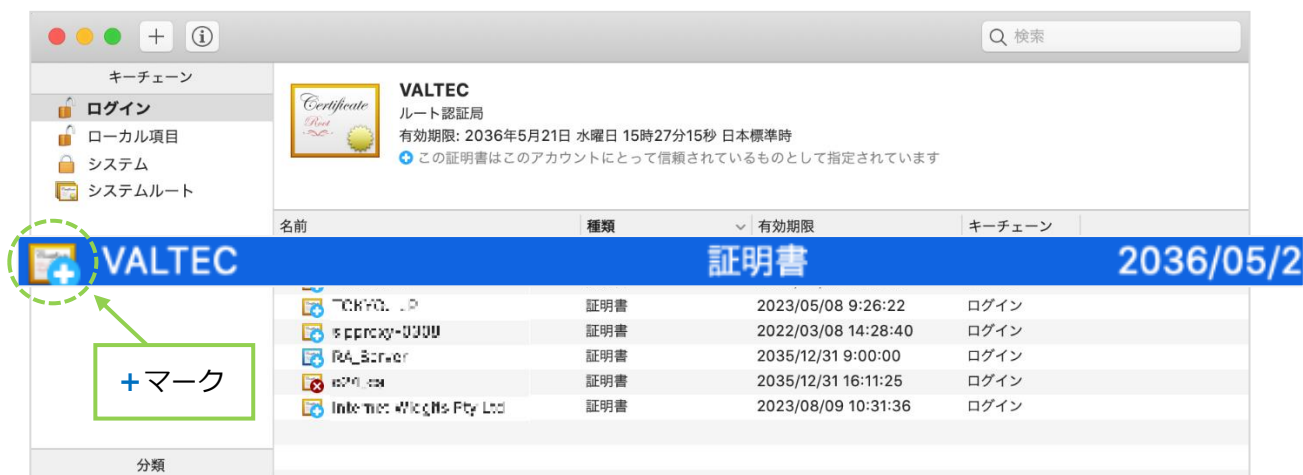 検索
キーチェーン
ログイン
ローカル項目
システム
システムルート
Certificate
Root
VALTEC
ルート認証局
有効期限: 2036年5月21日 水曜日 15時27分15秒 日本標準時
この証明書はこのアカウントにとって信頼されているものとして指定されています
名前 種類 有効期限 キーチェーン
VALTEC 証明書 2036/05/2
証明書 2023/05/08 9:26:22 ログイン
証明書 2022/03/08 14:28:40 ログイン
証明書 2035/12/31 9:00:00 ログイン
証明書 2035/12/31 16:11:25 ログイン
Pty Ltd 証明書 2023/08/09 10:31:36 ログイン
+マーク
分類